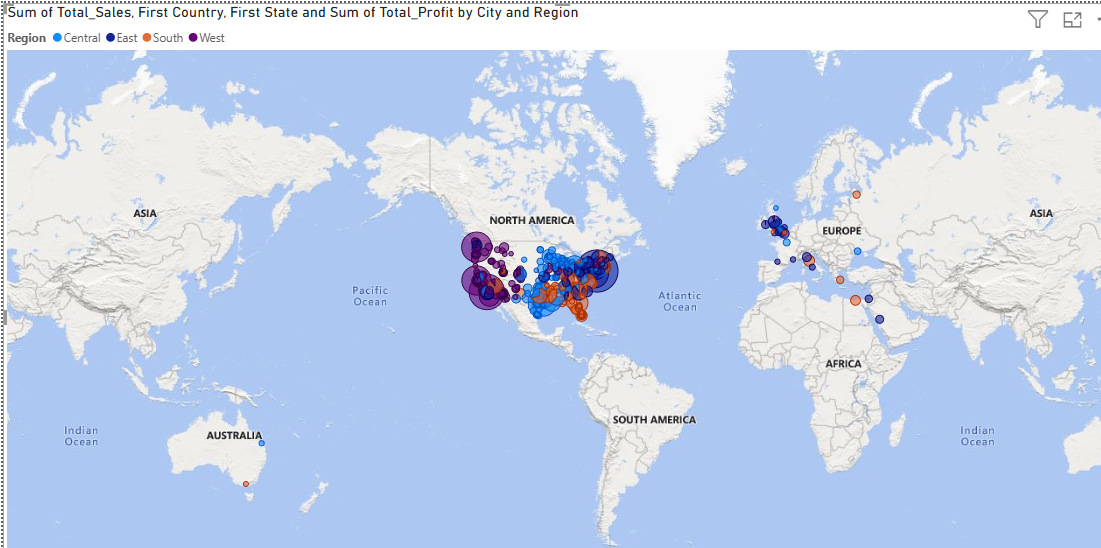 Sum of Total_Sales, First Country, First State and Sum of Total_Profit by City and Region
Region Central East South West
ASIA
NORTH AMERICA
EUROPE
ASIA
Pacific
Ocean
Atlantic
Ocean
AFRICA
SOUTH AMERICA
Indian
Ocean
AUSTRALIA
Indian
Ocean